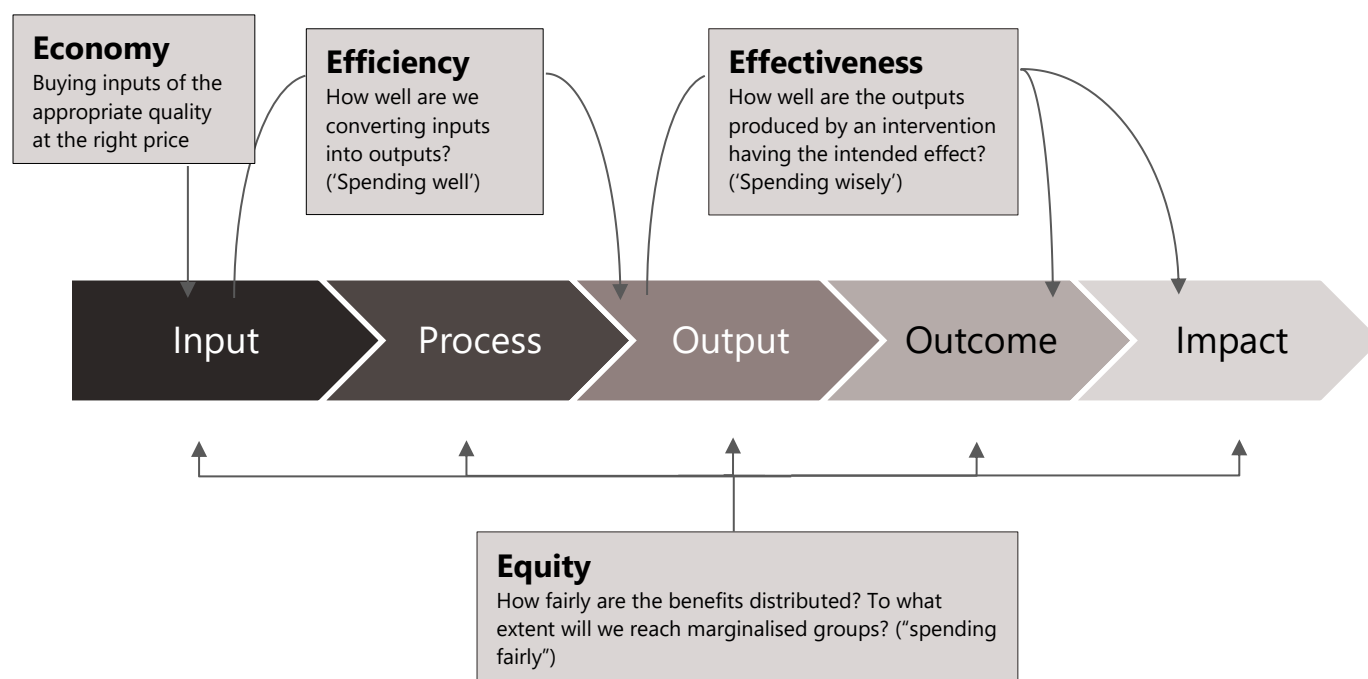 Economy
Buying inputs of the
appropriate quality
at the right price
Efficiency
How well are we
converting inputs
into outputs?
(‘Spending well’)
Effectiveness
How well are the outputs
produced by an intervention
having the intended effect?
(‘Spending wisely’)
Input
Process
Output
Outcome
Impact
Equity
How fairly are the benefits distributed? To what
extent will we reach marginalised groups? (“spending
fairly”)